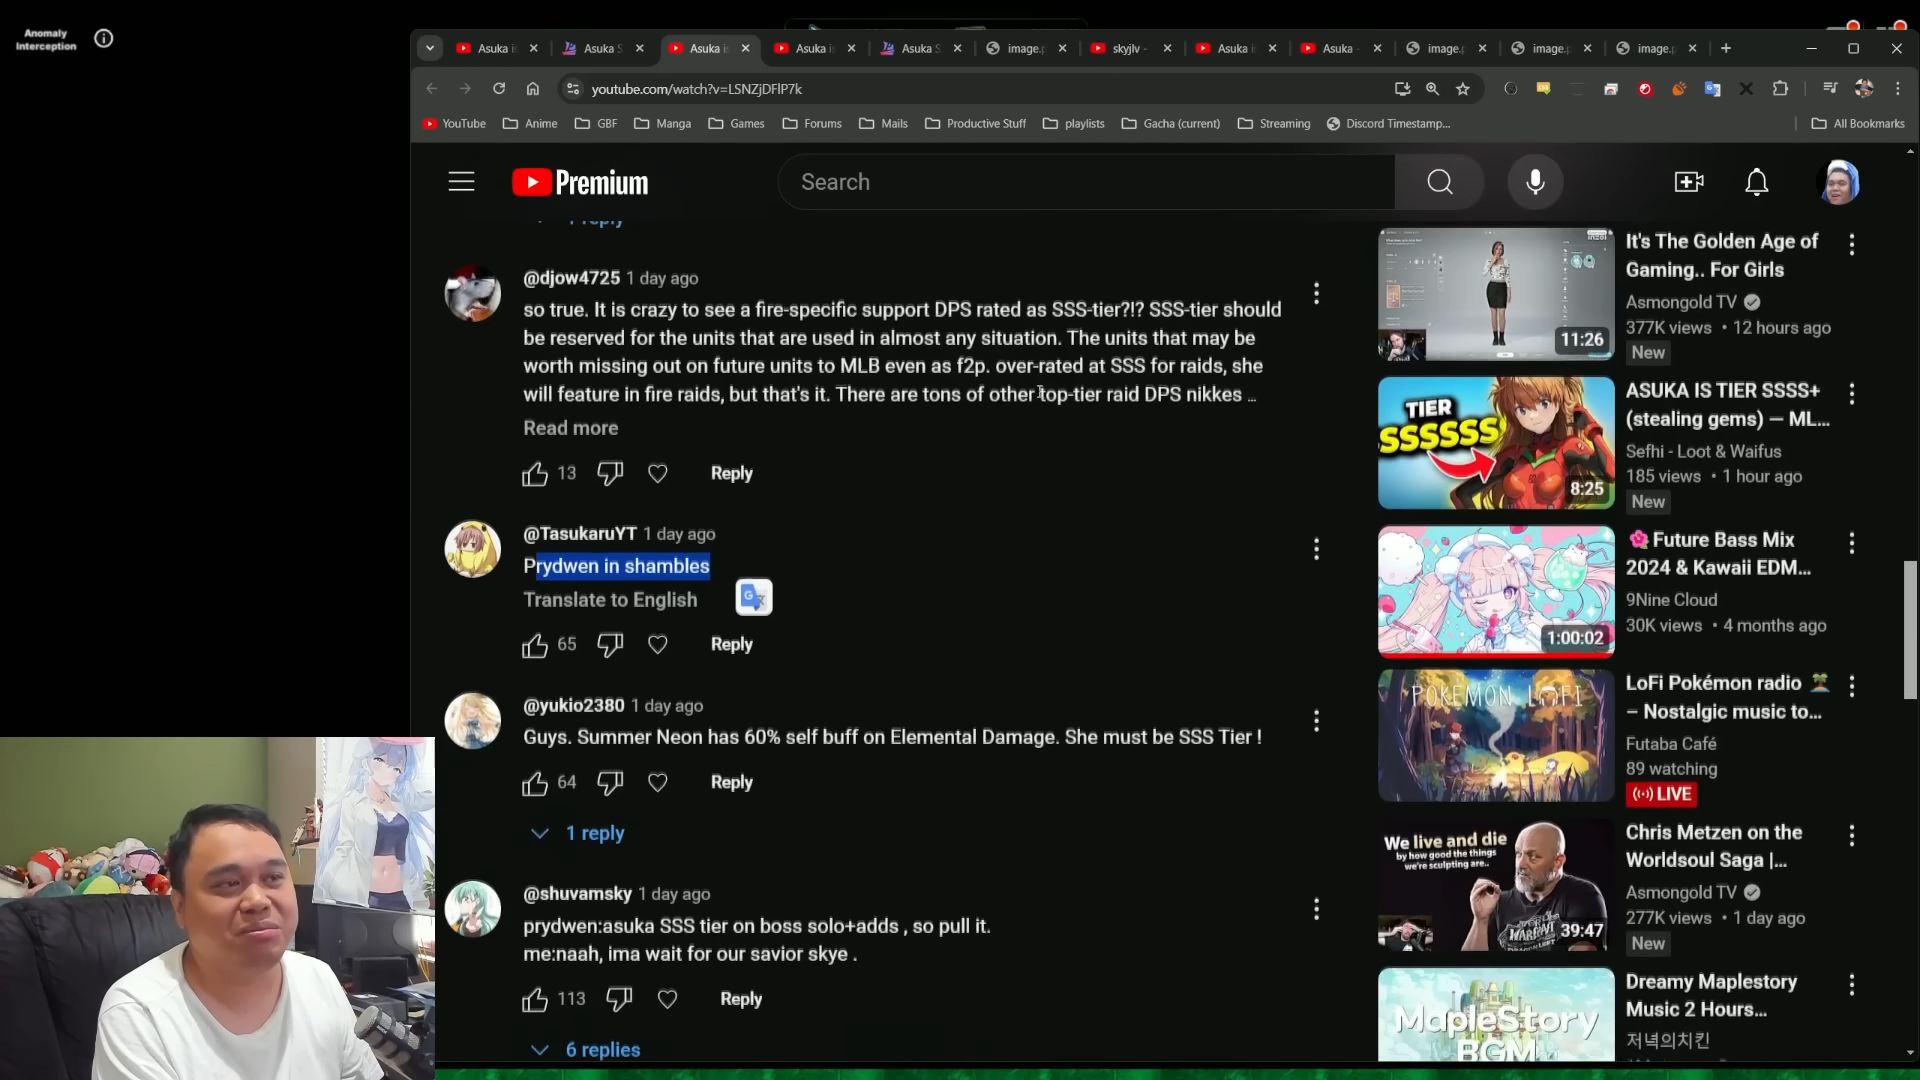 Anomaly
Interception
Asuka i
Asuka S
Asuka i
Asuka i
Asuka S
image.p
skyjlv -
Asuka i
Asuka -
image.p
image.p
image.p
youtube.com/watch?v=LSNZjDFlP7k
YouTube
Anime
GBF
Manga
Games
Forums
Mails
Productive Stuff
playlists
Gacha (current)
Streaming
Discord Timestamp...
All Bookmarks
Premium
Search
1 reply
@djow4725 1 day ago
so true. It is crazy to see a fire-specific support DPS rated as SSS-tier?!? SSS-tier should
be reserved for the units that are used in almost any situation. The units that may be
worth missing out on future units to MLB even as f2p. over-rated at SSS for raids, she
will feature in fire raids, but that's it. There are tons of other top-tier raid DPS nikkes ...
Read more
13
Reply
@TasukaruYT 1 day ago
Prydwen in shambles
Translate to English
65
Reply
@yukio2380 1 day ago
Guys. Summer Neon has 60% self buff on Elemental Damage. She must be SSS Tier !
64
Reply
1 reply
@shuvamsky 1 day ago
prydwen:asuka SSS tier on boss solo+adds , so pull it.
me:naah, ima wait for our savior skye .
113
Reply
6 replies
11:26
It's The Golden Age of
Gaming.. For Girls
Asmongold TV
377K views • 12 hours ago
New
TIER
SSSSSS
8:25
ASUKA IS TIER SSSS+
(stealing gems) — ML...
Sefhi - Loot & Waifus
185 views • 1 hour ago
New
1:00:02
🌺 Future Bass Mix
2024 & Kawaii EDM...
9Nine Cloud
30K views • 4 months ago
POKEMON LOFI
LoFi Pokémon radio 🏝️
– Nostalgic music to...
Futaba Café
89 watching
LIVE
We live and die
by how good the things
we're sculpting are..
39:47
Chris Metzen on the
Worldsoul Saga |...
Asmongold TV
277K views • 1 day ago
New
MapleStory
BGM
Dreamy Maplestory
Music 2 Hours...
저녁의치킨